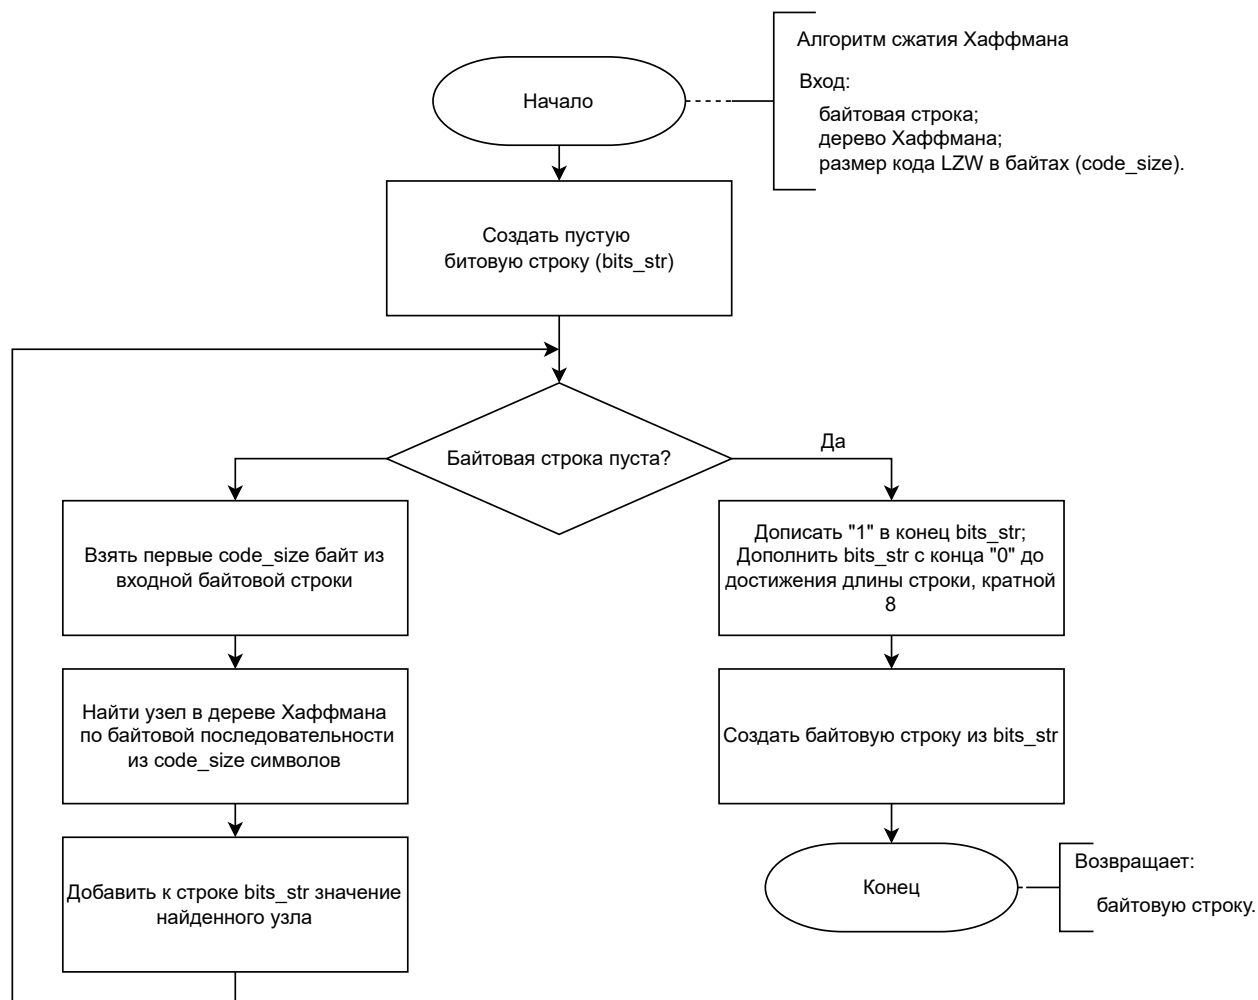 Алгоритм сжатия Хаффмана
Вход:
байтовая строка;
дерево Хаффмана;
размер кода LZW в байтах (code_size).
Начало
Создать пустую
битовую строку (bits_str)
Байтовая строка пуста?
Да
Взять первые code_size байт из
входной байтовой строки
Дописать "1" в конец bits_str;
Дополнить bits_str с конца "0" до
достижения длины строки, кратной
8
Найти узел в дереве Хаффмана
по байтовой последовательности
из code_size символов
Создать байтовую строку из bits_str
Добавить к строке bits_str значение
найденного узла
Конец
Возвращает:
байтовую строку.